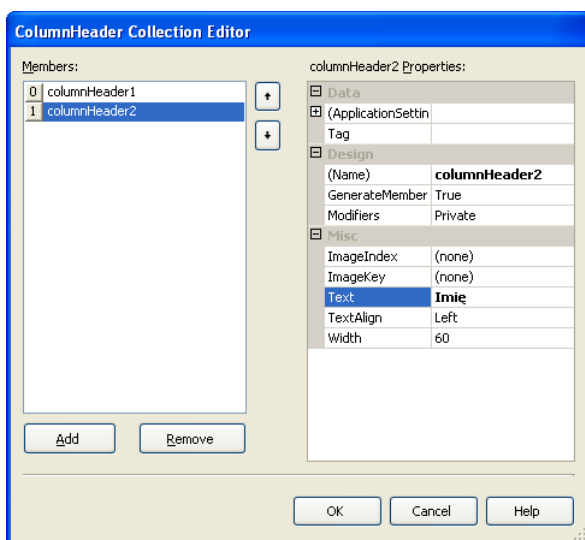 ColumnHeader Collection Editor
Members:
0 columnHeader1
1 columnHeader2
Add
Remove
columnHeader2 Properties:
Data
(ApplicationSettin
Tag
Design
(Name) columnHeader2
GenerateMember True
Modifiers Private
Misc
ImageIndex (none)
ImageKey (none)
Text Imię
TextAlign Left
Width 60
OK
Cancel
Help